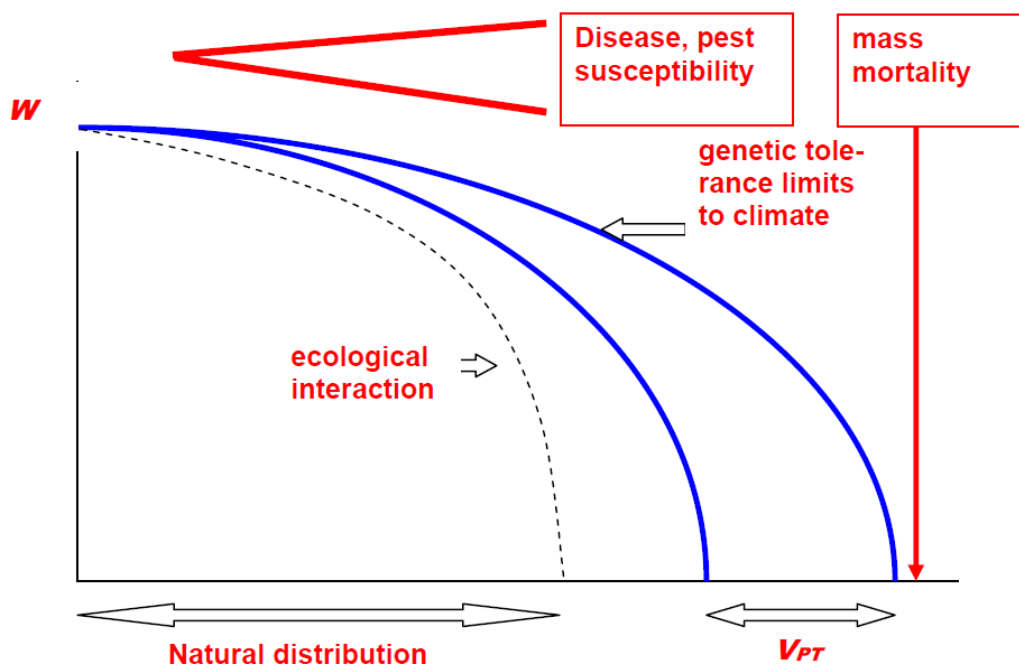 Disease, pest
susceptibility
mass
mortality
W
genetic tole-
rance limits
to climate
ecological
interaction
Natural distribution
VPT